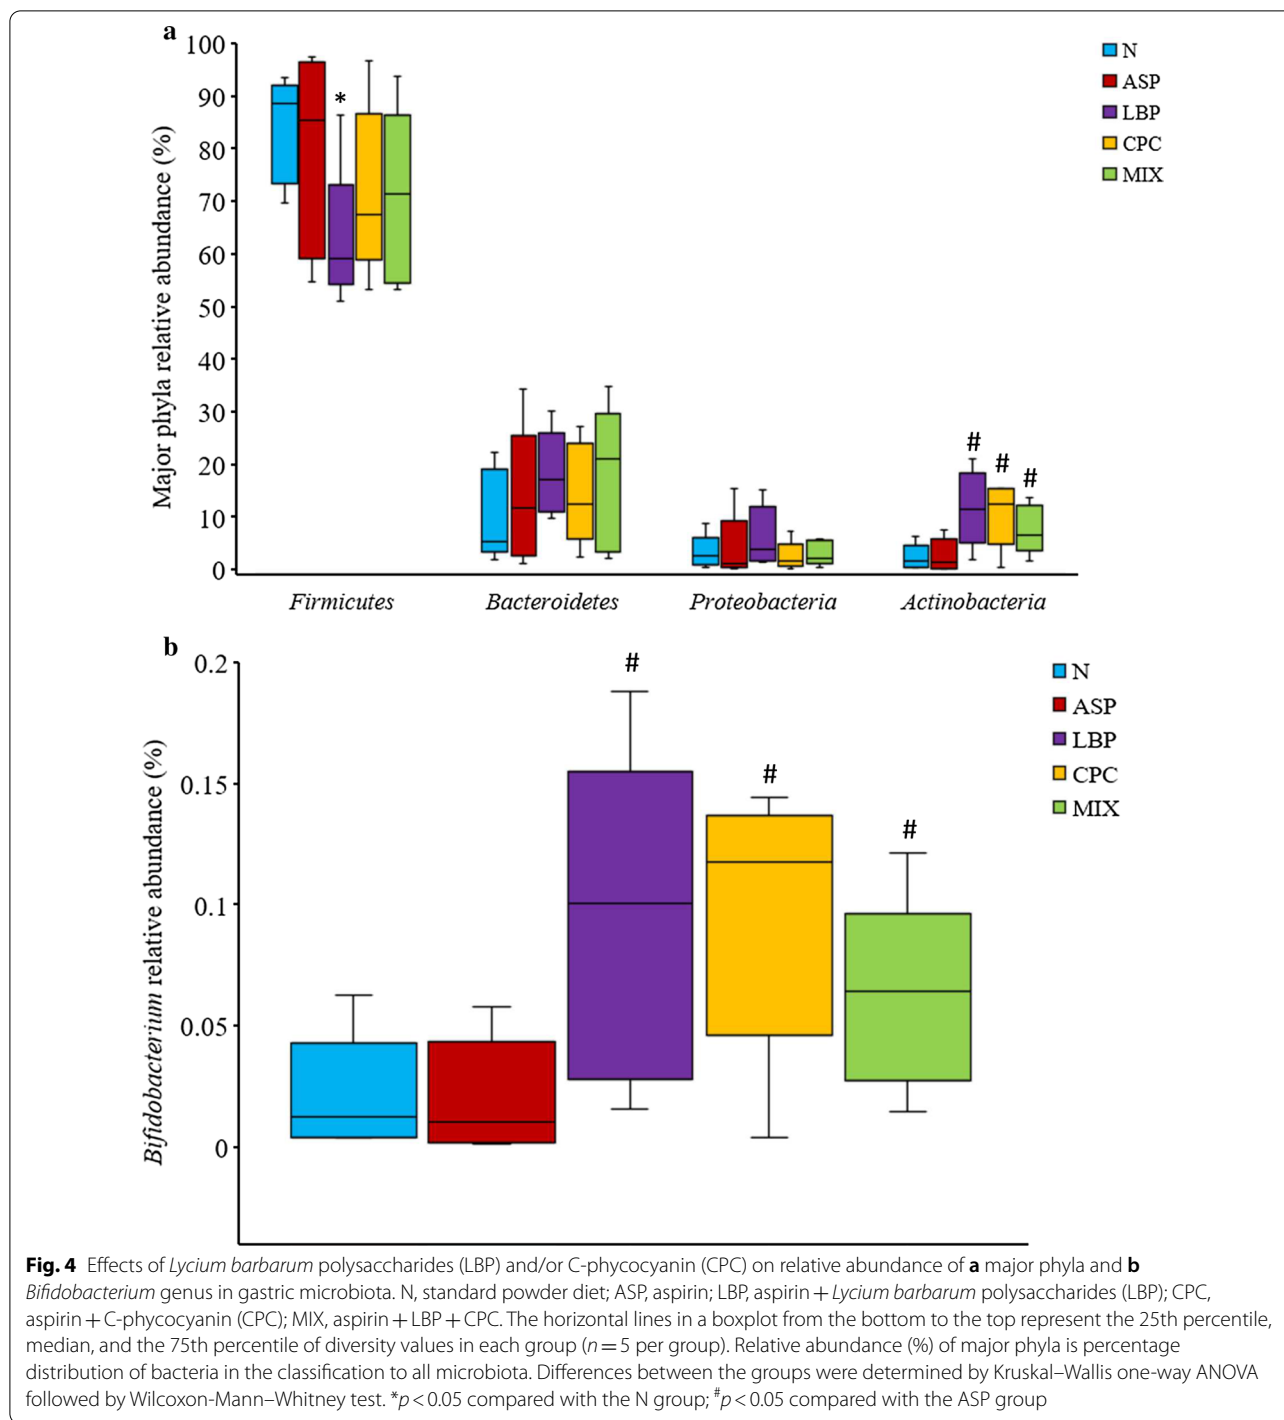 a
100
90
80
70
60
50
40
30
20
10
0
Major phyla relative abundance (%)
*
#
#
#
N
ASP
LBP
CPC
MIX
Firmicutes
Bacteroidetes
Proteobacteria
Actinobacteria
b
0.2
0.15
0.1
0.05
0
Bifidobacterium relative abundance (%)
#
#
#
N
ASP
LBP
CPC
MIX
Fig. 4 Effects of Lycium barbarum polysaccharides (LBP) and/or C-phycocyanin (CPC) on relative abundance of a major phyla and b
Bifidobacterium genus in gastric microbiota. N, standard powder diet; ASP, aspirin; LBP, aspirin + Lycium barbarum polysaccharides (LBP); CPC,
aspirin + C-phycocyanin (CPC); MIX, aspirin + LBP + CPC. The horizontal lines in a boxplot from the bottom to the top represent the 25th percentile,
median, and the 75th percentile of diversity values in each group (n = 5 per group). Relative abundance (%) of major phyla is percentage
distribution of bacteria in the classification to all microbiota. Differences between the groups were determined by Kruskal–Wallis one-way ANOVA
followed by Wilcoxon-Mann–Whitney test. *p < 0.05 compared with the N group; #p < 0.05 compared with the ASP group